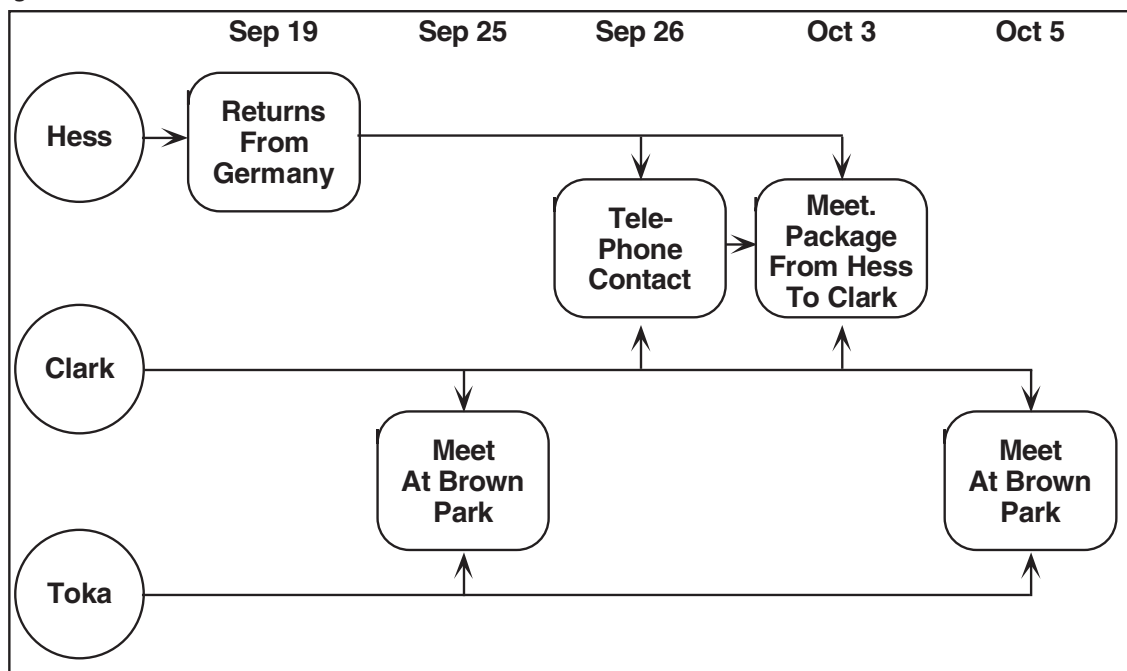 Sep 19 Sep 25 Sep 26 Oct 3 Oct 5
Hess
Returns
From
Germany
Tele-
Phone
Contact
Meet.
Package
From Hess
To Clark
Clark
Meet
At Brown
Park
Meet
At Brown
Park
Toka